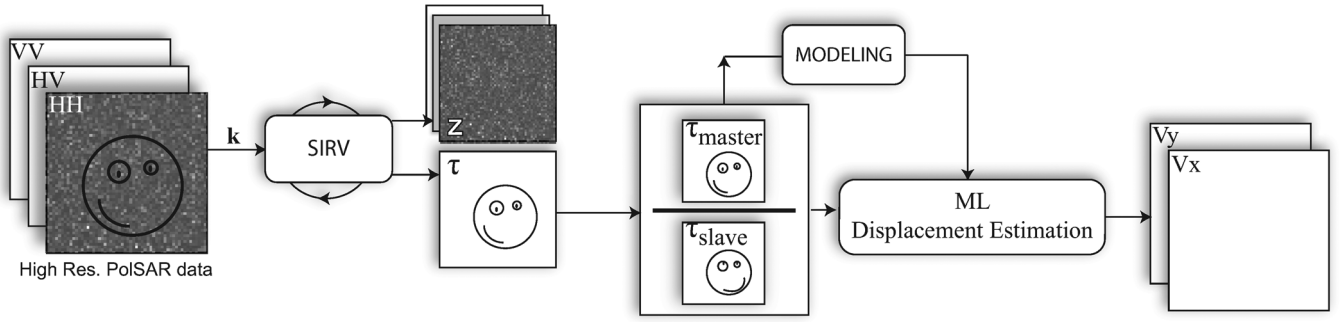 VV
HV
HH
High Res. PolSAR data
k
SIRV
z
τ
τmaster
τslave
MODELING
ML
Displacement Estimation
Vy
Vx